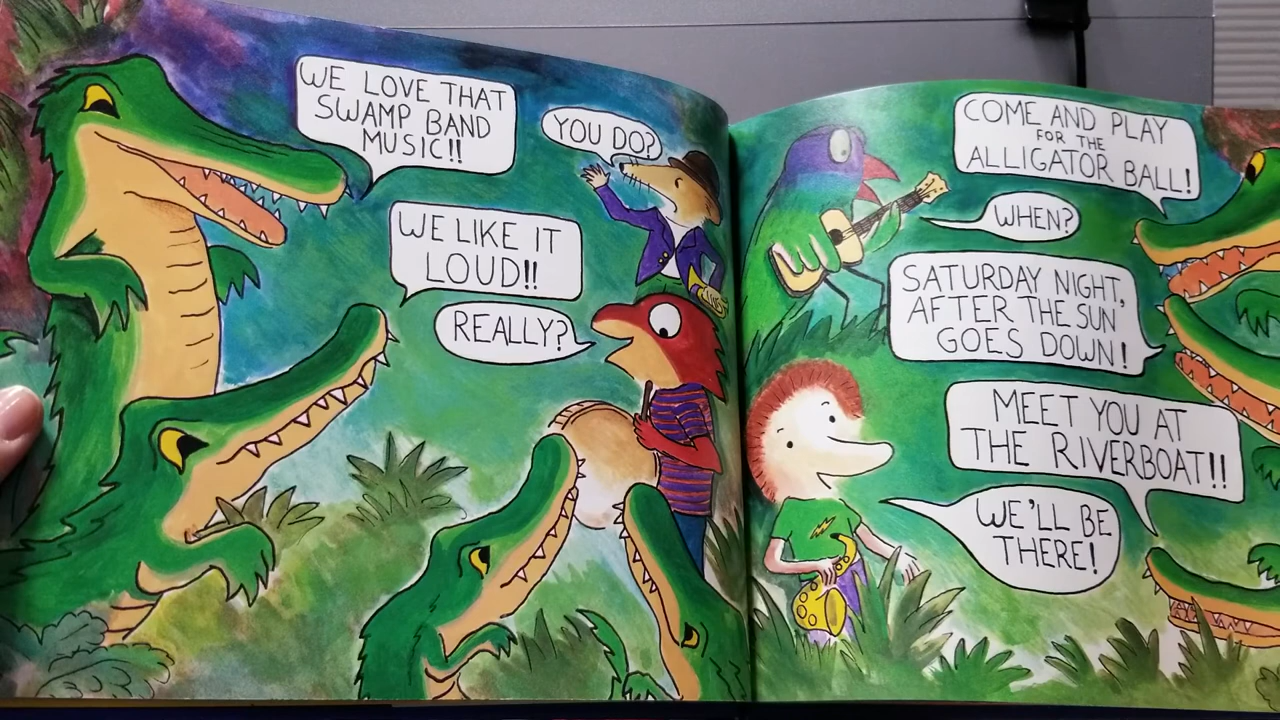 WE LOVE THAT
SWAMP BAND
MUSIC!!
YOU DO?
WE LIKE IT
LOUD!!
REALLY?
COME AND PLAY
FOR THE
ALLIGATOR BALL!
WHEN?
SATURDAY NIGHT,
AFTER THE SUN
GOES DOWN!
MEET YOU AT
THE RIVERBOAT!!
WE'LL BE
THERE!